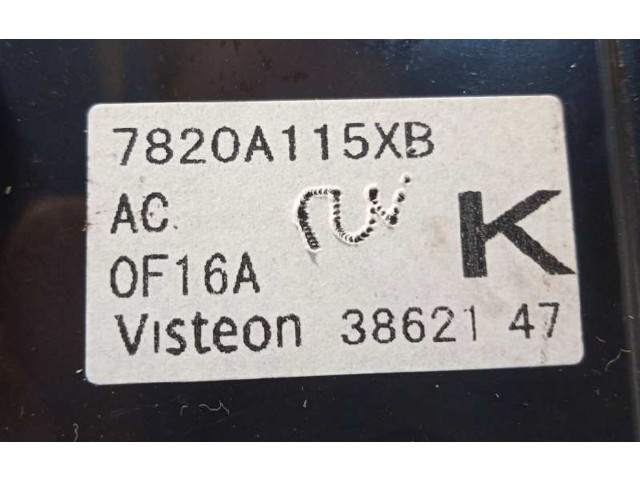 7820A115XB
AC
K
0F16A
Visteon 38621 47